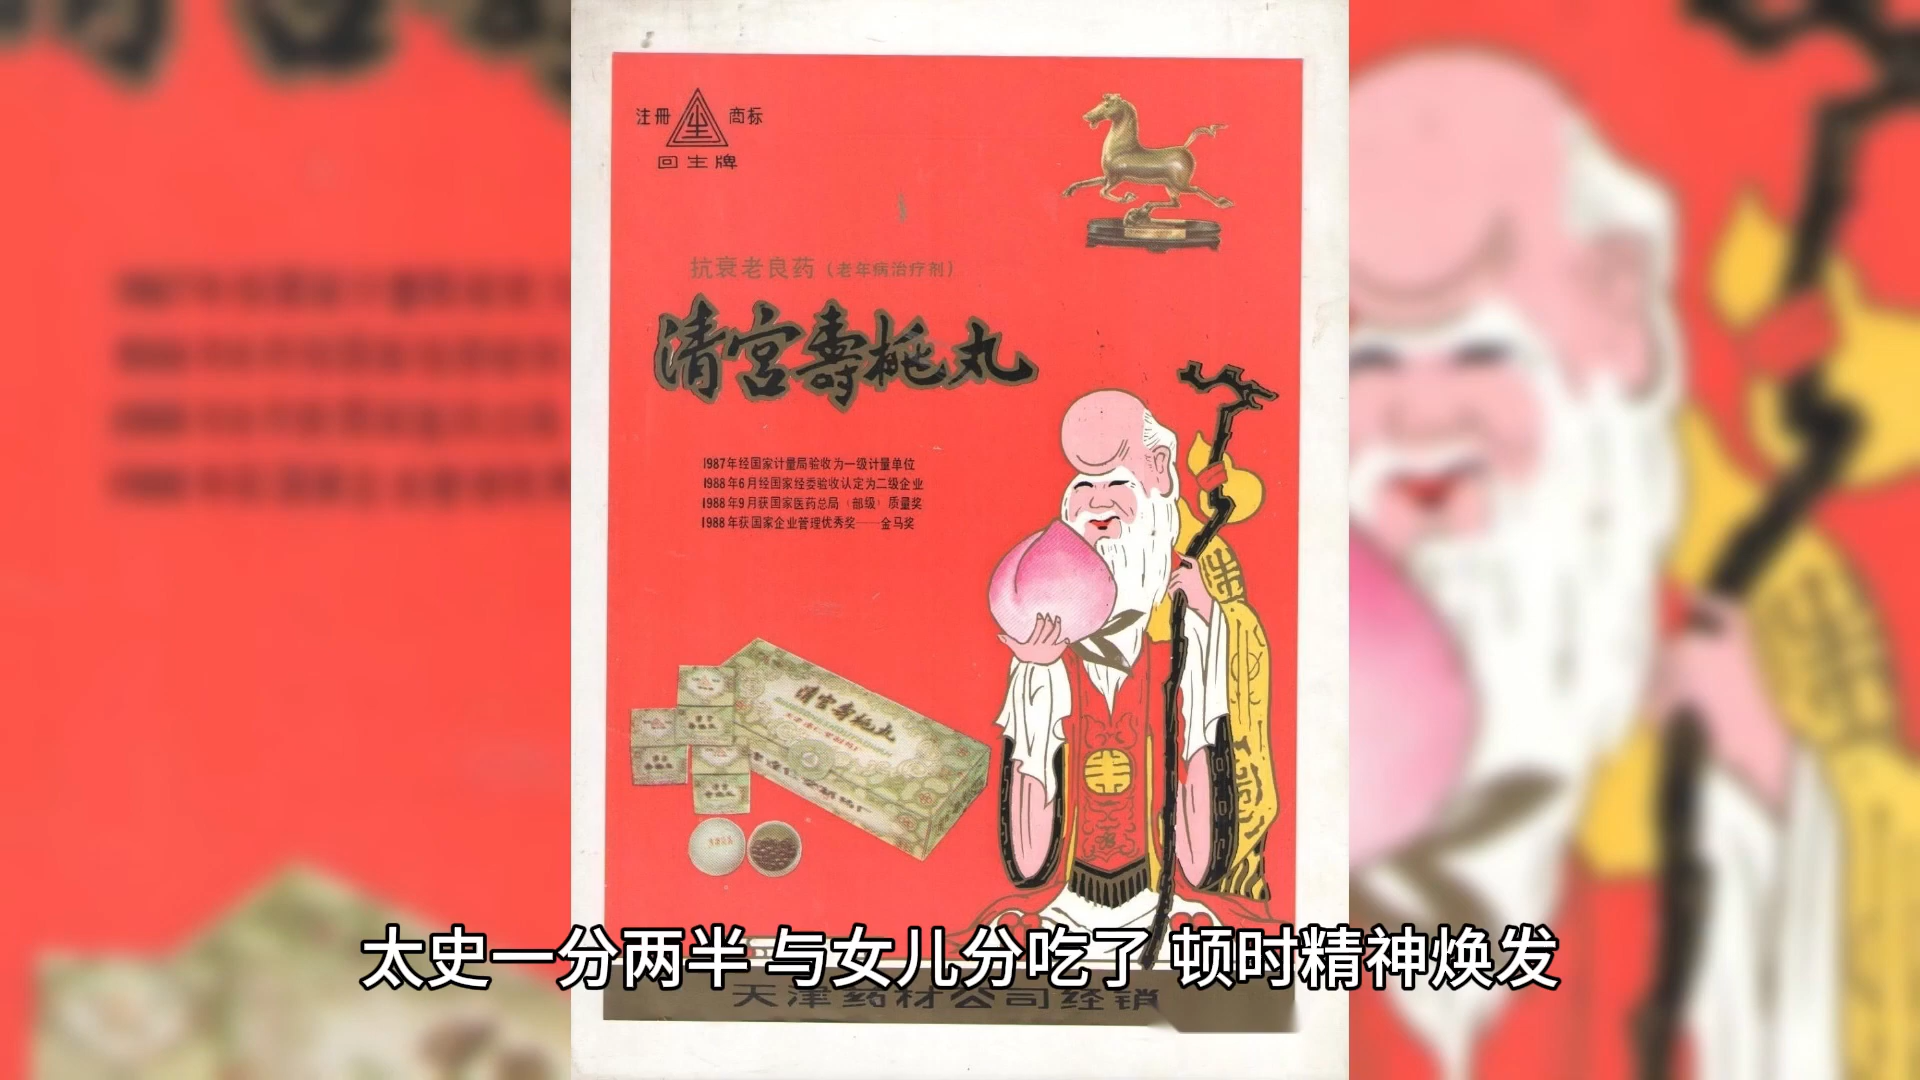 注册 商标
回生牌
抗衰老良药（老年病治疗剂）
清宫壽桃丸
1987年经国家计量局验收为一级计量单位
1988年6月经国家经委验收认定为二级企业
1988年9月获国家医药总局（部级）质量奖
1988年获国家企业管理优秀奖——金马奖
清宫寿桃丸
太史一分两半 与女儿分吃了 顿时精神焕发
天津药材公司经销